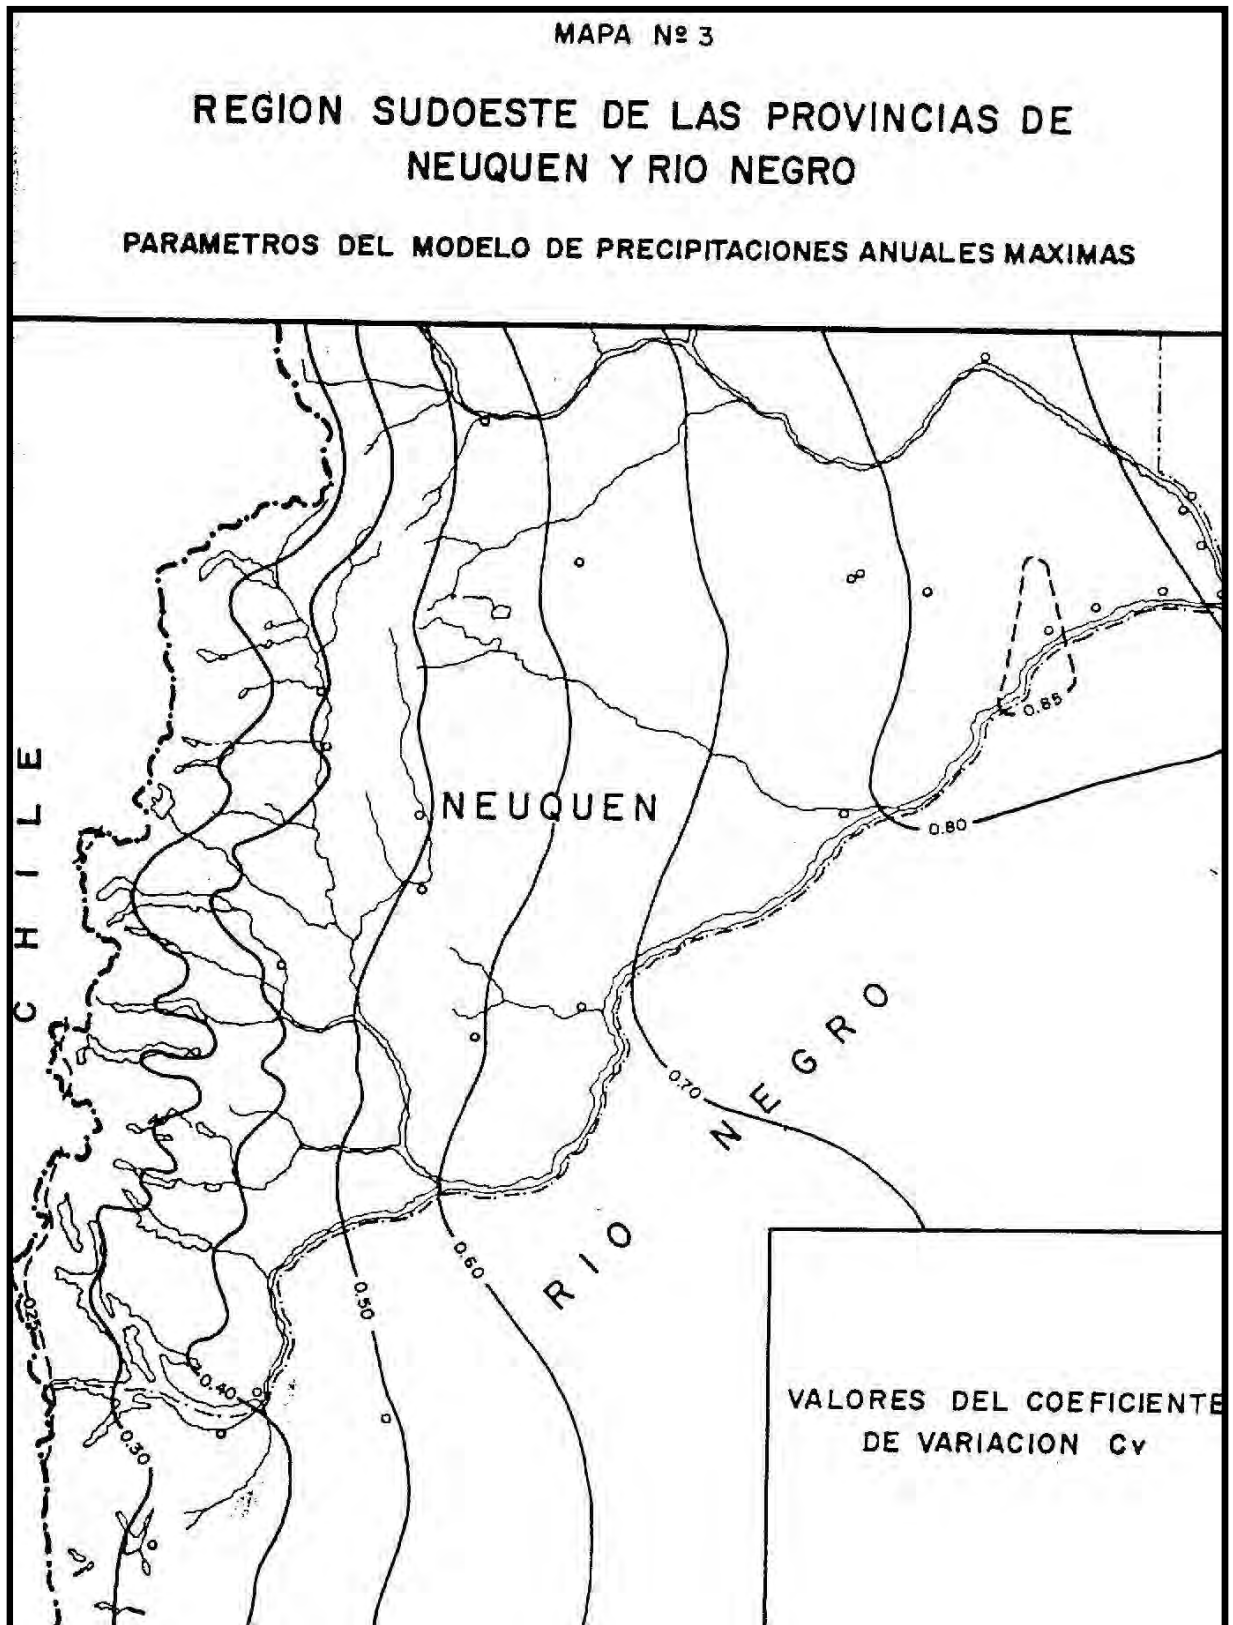 MAPA Nº 3
REGION SUDOESTE DE LAS PROVINCIAS DE
NEUQUEN Y RIO NEGRO
PARAMETROS DEL MODELO DE PRECIPITACIONES ANUALES MAXIMAS
CHILE
NEUQUEN
RIO NEGRO
0.85
0.80
0.70
0.60
0.50
0.40
0.30
0.25
VALORES DEL COEFICIENTE
DE VARIACION Cv